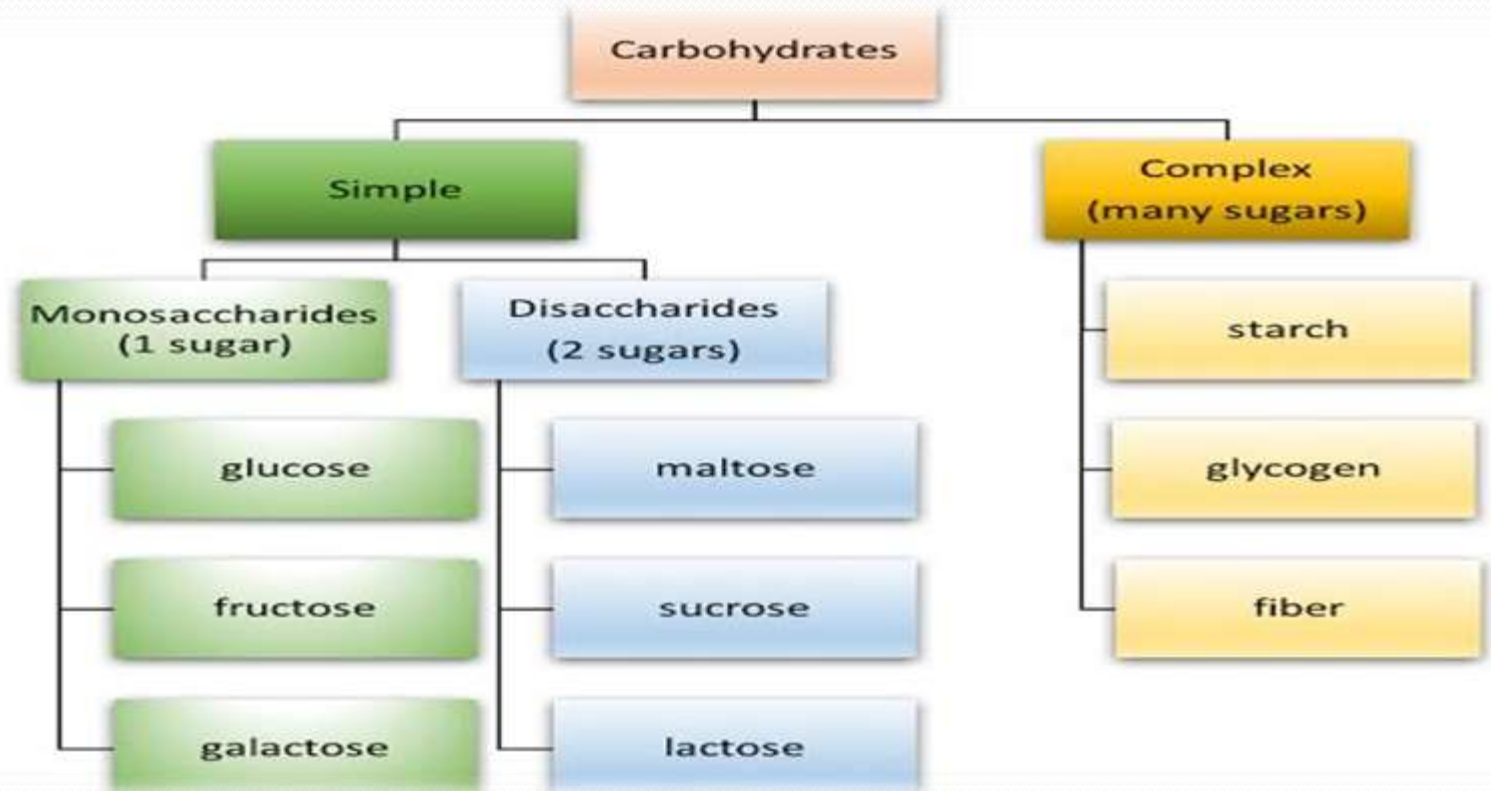 Carbohydrates
Simple
Complex
(many sugars)
Monosaccharides
(1 sugar)
Disaccharides
(2 sugars)
starch
glucose
maltose
glycogen
fructose
sucrose
fiber
galactose
lactose